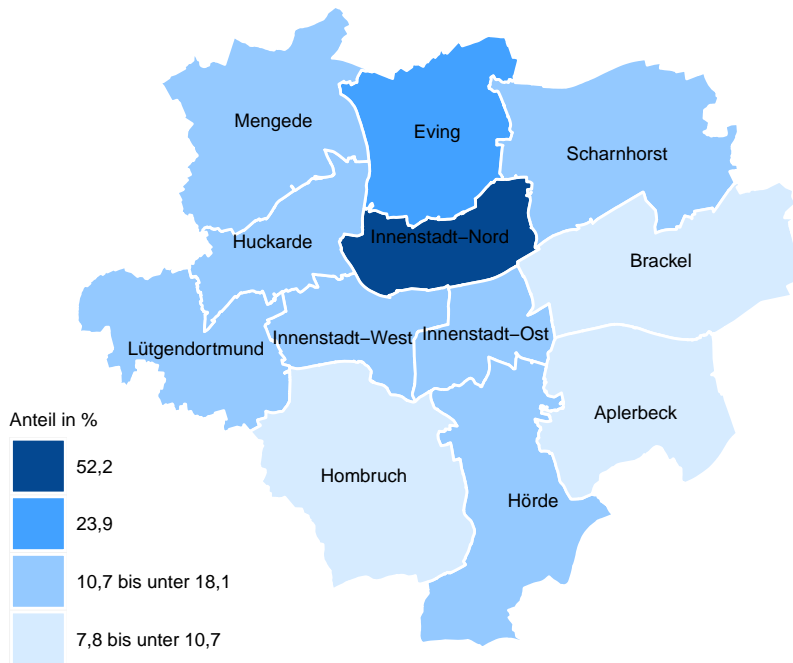 Mengede
Eving
Scharnhorst
Huckarde
Innenstadt–Nord
Brackel
Lütgendortmund
Innenstadt–West
Innenstadt–Ost
Aplerbeck
Hombruch
Hörde
Anteil in %
52,2
23,9
10,7 bis unter 18,1
7,8 bis unter 10,7